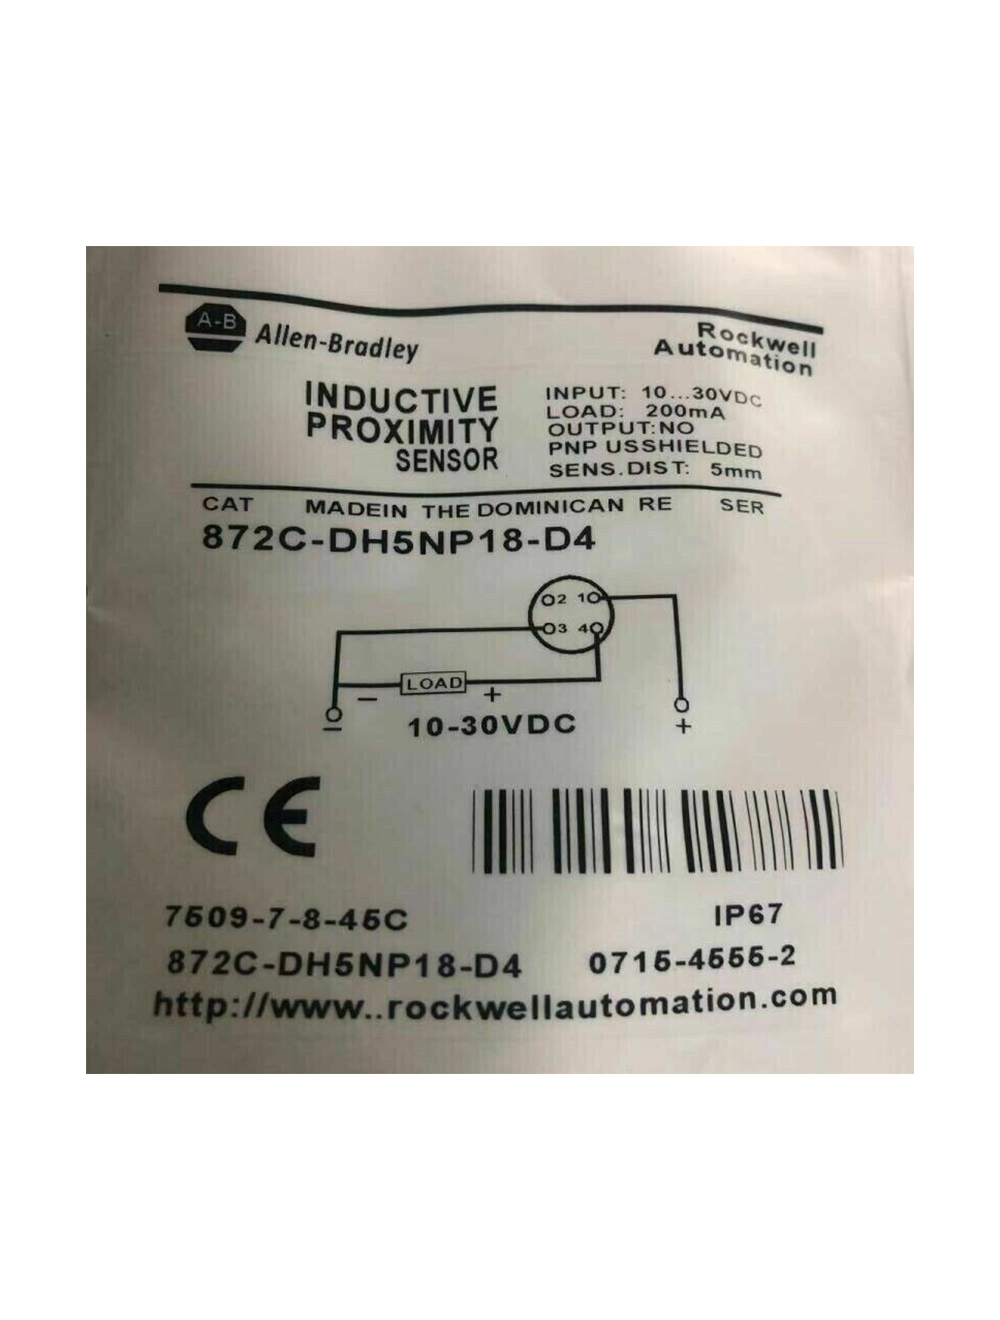 A-B Allen-Bradley
Rockwell
Automation
INDUCTIVE
PROXIMITY
SENSOR
INPUT: 10...30VDC
LOAD: 200mA
OUTPUT:NO
PNP USSHIELDED
SENS.DIST: 5mm
CAT MADEIN THE DOMINICAN RE SER
872C-DH5NP18-D4
2 1
3 4
LOAD
- +
10-30VDC
- +
CE
7509-7-8-45C IP67
872C-DH5NP18-D4 0715-4555-2
http://www..rockwellautomation.com